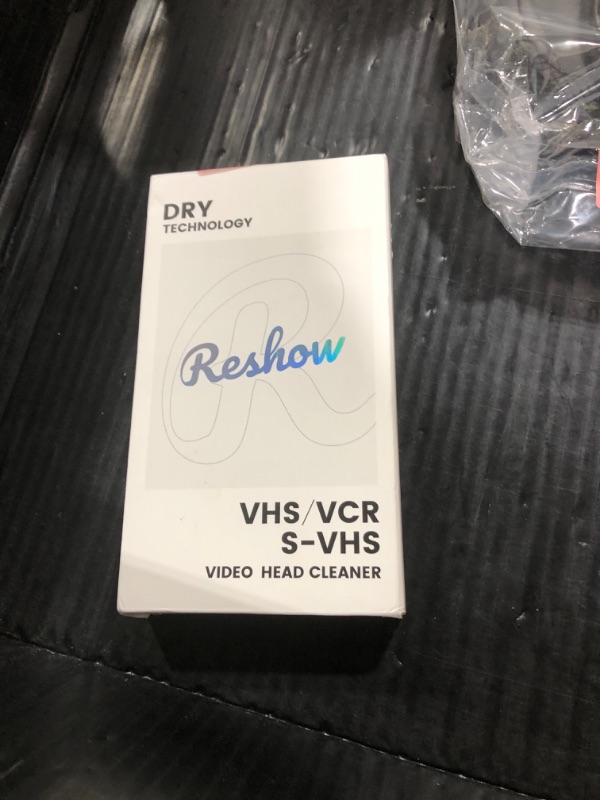 DRY
TECHNOLOGY
Reshow
VHS/VCR
S-VHS
VIDEO HEAD CLEANER